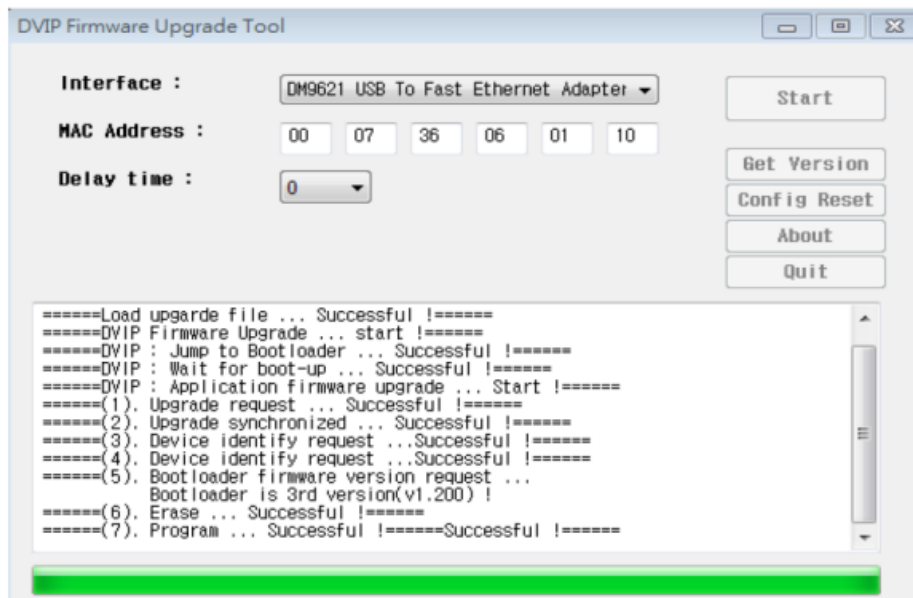 DVIP Firmware Upgrade Tool
Interface :
DM9621 USB To Fast Ethernet Adapter
Start
MAC Address :
00 07 36 06 01 10
Get Version
Delay time :
0
Config Reset
About
Quit
======Load upgarde file ... Successful !======
======DVIP Firmware Upgrade ... start !======
======DVIP : Jump to Bootloader ... Successful !======
======DVIP : Wait for boot-up ... Successful !======
======DVIP : Application firmware upgrade ... Start !======
======(1). Upgrade request ... Successful !======
======(2). Upgrade synchronized ... Successful !======
======(3). Device identify request ...Successful !======
======(4). Device identify request ...Successful !======
======(5). Bootloader firmware version request ...
Bootloader is 3rd version(v1.200) !
======(6). Erase ... Successful !======
======(7). Program ... Successful !======Successful !======